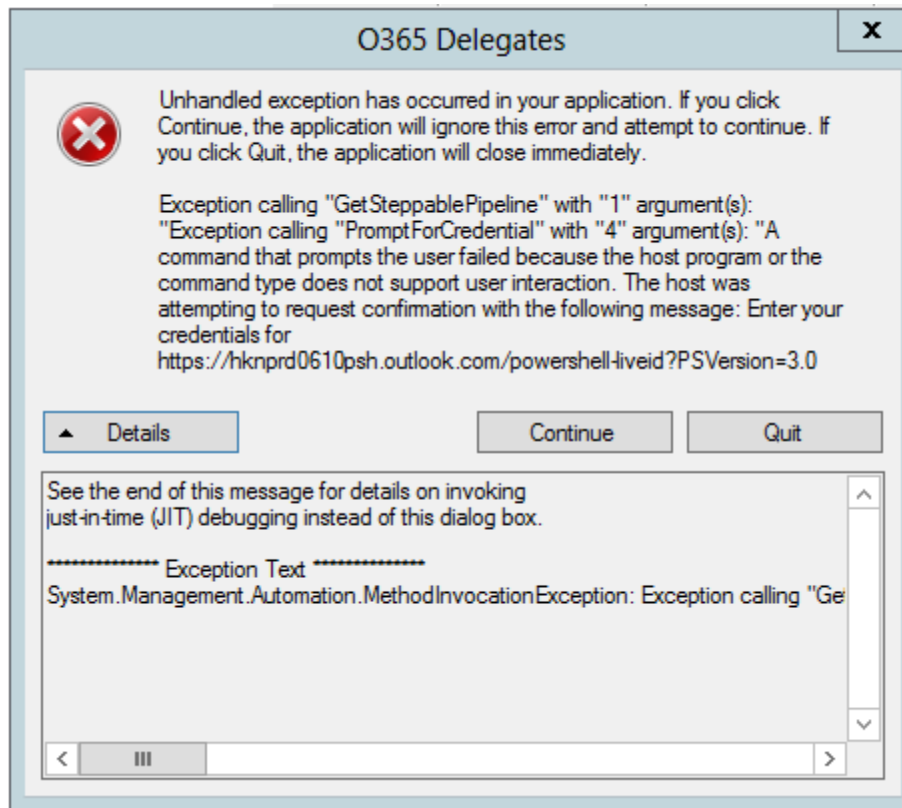 O365 Delegates
x
Unhandled exception has occurred in your application. If you click
Continue, the application will ignore this error and attempt to continue. If
you click Quit, the application will close immediately.
Exception calling "GetSteppablePipeline" with "1" argument(s):
"Exception calling "PromptForCredential" with "4" argument(s): "A
command that prompts the user failed because the host program or the
command type does not support user interaction. The host was
attempting to request confirmation with the following message: Enter your
credentials for
https://hknprd0610psh.outlook.com/powershell-liveid?PSVersion=3.0
Details
Continue
Quit
See the end of this message for details on invoking
just-in-time (JIT) debugging instead of this dialog box.
************** Exception Text **************
System.Management.Automation.MethodInvocationException: Exception calling "Get